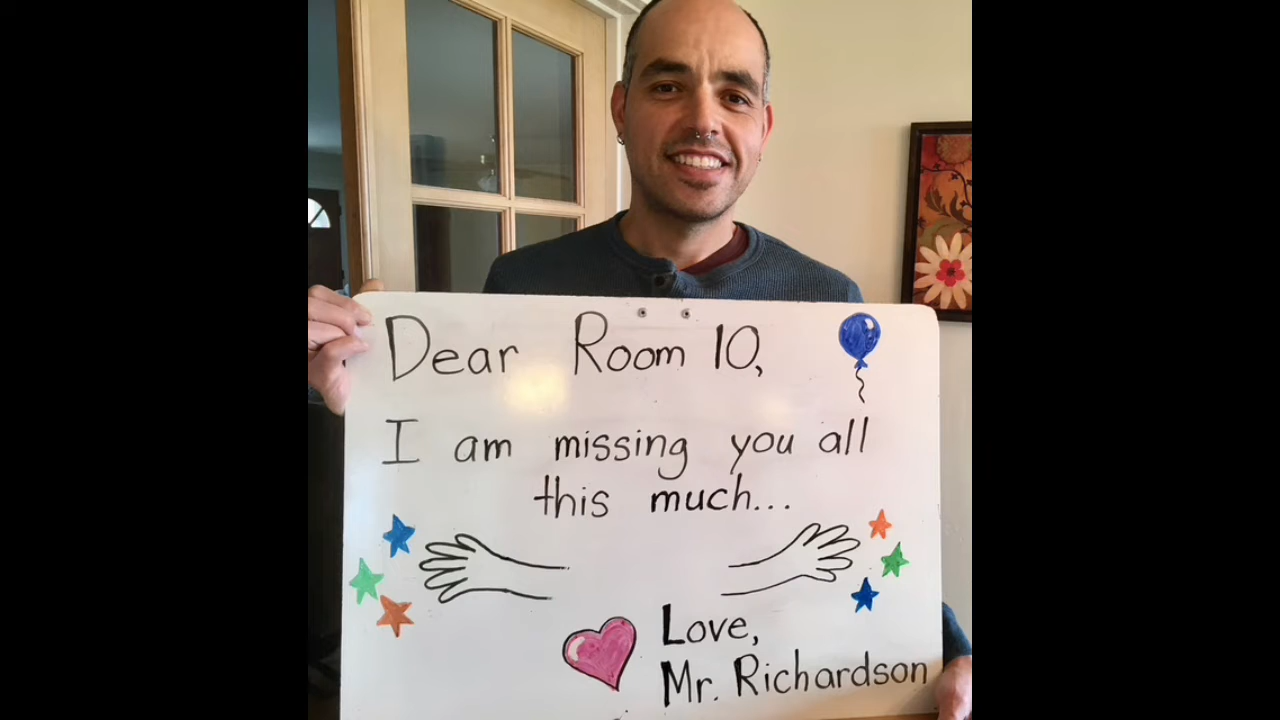 Dear Room 10,
I am missing you all
this much...
Love,
Mr. Richardson